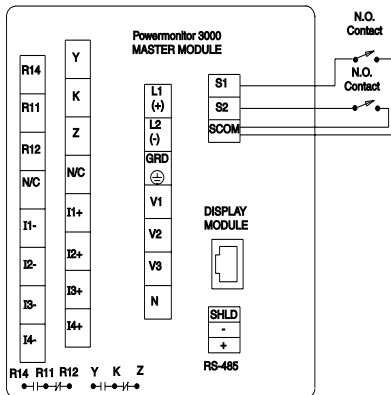 Powermonitor 3000
MASTER MODULE
N.O.
Contact
N.O.
Contact
R14
R11
R12
N/C
I1-
I2-
I3-
I4-
Y
K
Z
N/C
I1+
I2+
I3+
I4+
L1
(+)
L2
(-)
GRD
V1
V2
V3
N
S1
S2
SCOM
DISPLAY
MODULE
SHLD
-
+
RS-485
R14 R11 R12 Y K Z